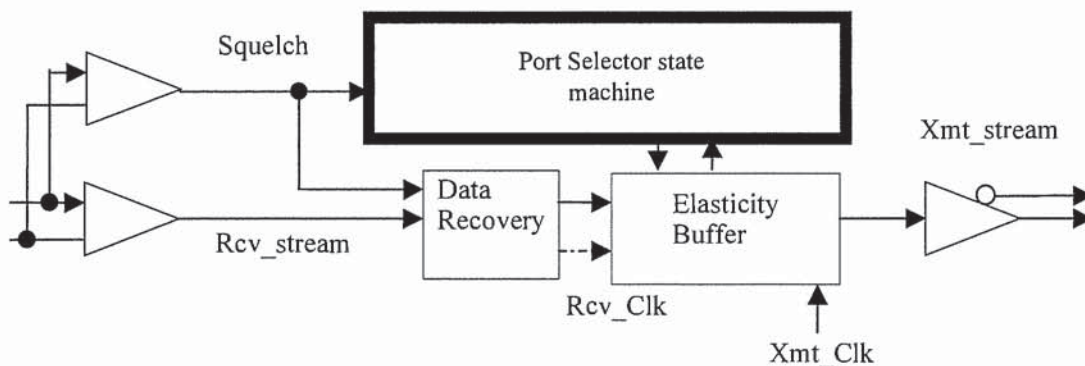 Squelch
Port Selector state
machine
Xmt_stream
Data
Recovery
Elasticity
Buffer
Rcv_stream
Rcv_Clk
Xmt_Clk